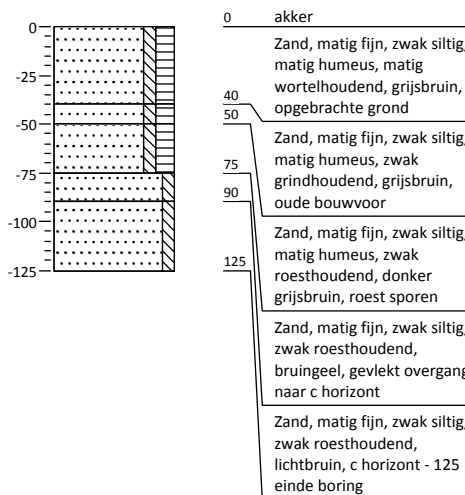 0
-25
-50
-75
-100
-125
0 akker
Zand, matig fijn, zwak siltig,
matig humeus, matig
wortelhoudend, grijsbruin,
opgebrachte grond
40
50
Zand, matig fijn, zwak siltig,
matig humeus, zwak
grindhoudend, grijsbruin,
oude bouwvoor
75
90
Zand, matig fijn, zwak siltig,
matig humeus, zwak
roesthoudend, donker
grijsbruin, roest sporen
125
Zand, matig fijn, zwak siltig,
zwak roesthoudend,
bruingeel, gevlekt overgang
naar c horizont
Zand, matig fijn, zwak siltig,
zwak roesthoudend,
lichtbruin, c horizont - 125
einde boring